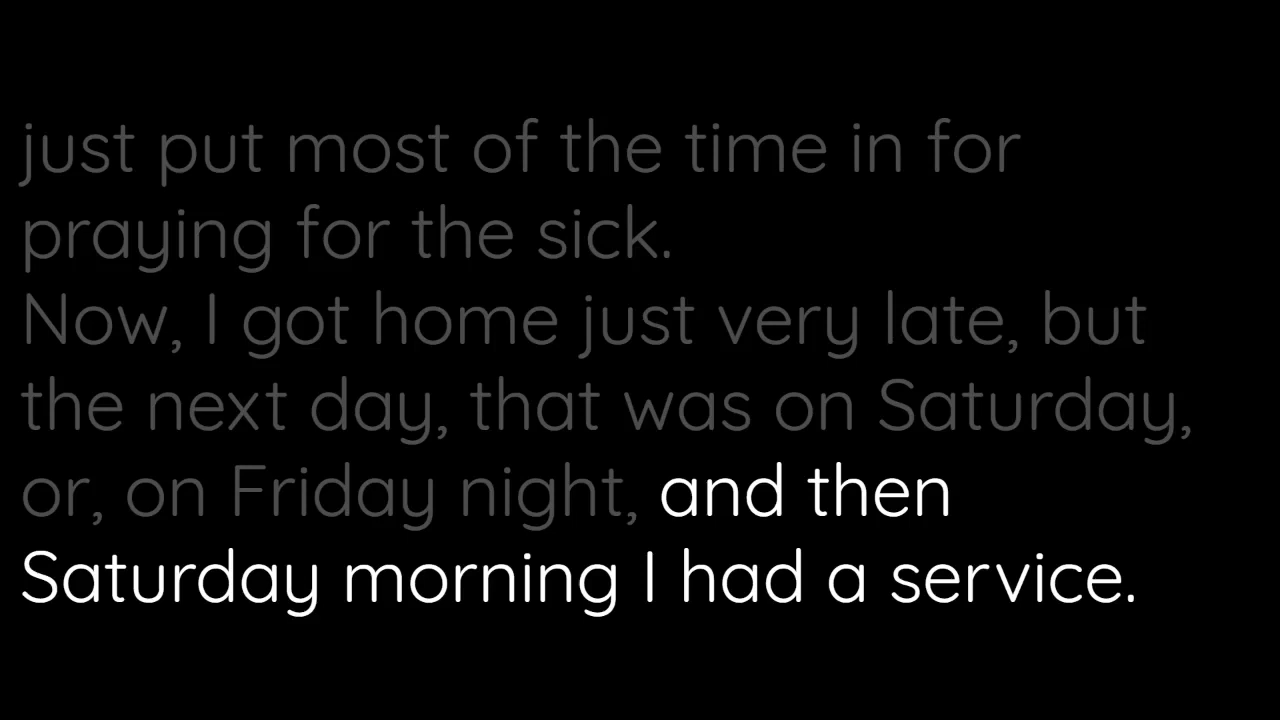 just put most of the time in for
praying for the sick.
Now, I got home just very late, but
the next day, that was on Saturday,
or, on Friday night, and then
Saturday morning I had a service.